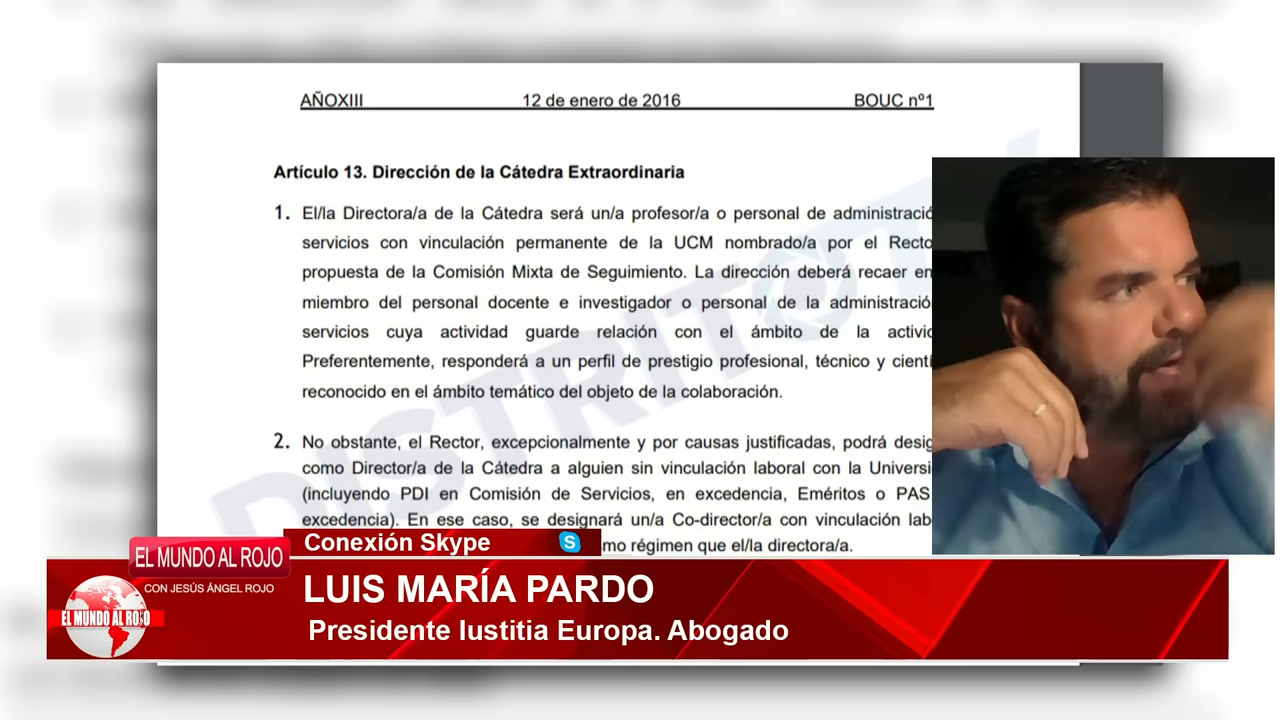 AÑOXIII 12 de enero de 2016 BOUC nº1
Artículo 13. Dirección de la Cátedra Extraordinaria
1. El/la Directora/a de la Cátedra será un/a profesor/a o personal de administració
servicios con vinculación permanente de la UCM nombrado/a por el Recto
propuesta de la Comisión Mixta de Seguimiento. La dirección deberá recaer en
miembro del personal docente e investigador o personal de la administració
servicios cuya actividad guarde relación con el ámbito de la activid
Preferentemente, responderá a un perfil de prestigio profesional, técnico y cientí
reconocido en el ámbito temático del objeto de la colaboración.
2. No obstante, el Rector, excepcionalmente y por causas justificadas, podrá desig
como Director/a de la Cátedra a alguien sin vinculación laboral con la Universi
(incluyendo PDI en Comisión de Servicios, en excedencia, Eméritos o PAS
excedencia). En ese caso, se designará un/a Co-director/a con vinculación lab
mo régimen que el/la directora/a.
DISTRITO
Conexión Skype
EL MUNDO AL ROJO
CON JESÚS ÁNGEL ROJO
EL MUNDO AL ROJO
LUIS MARÍA PARDO
Presidente Iustitia Europa. Abogado